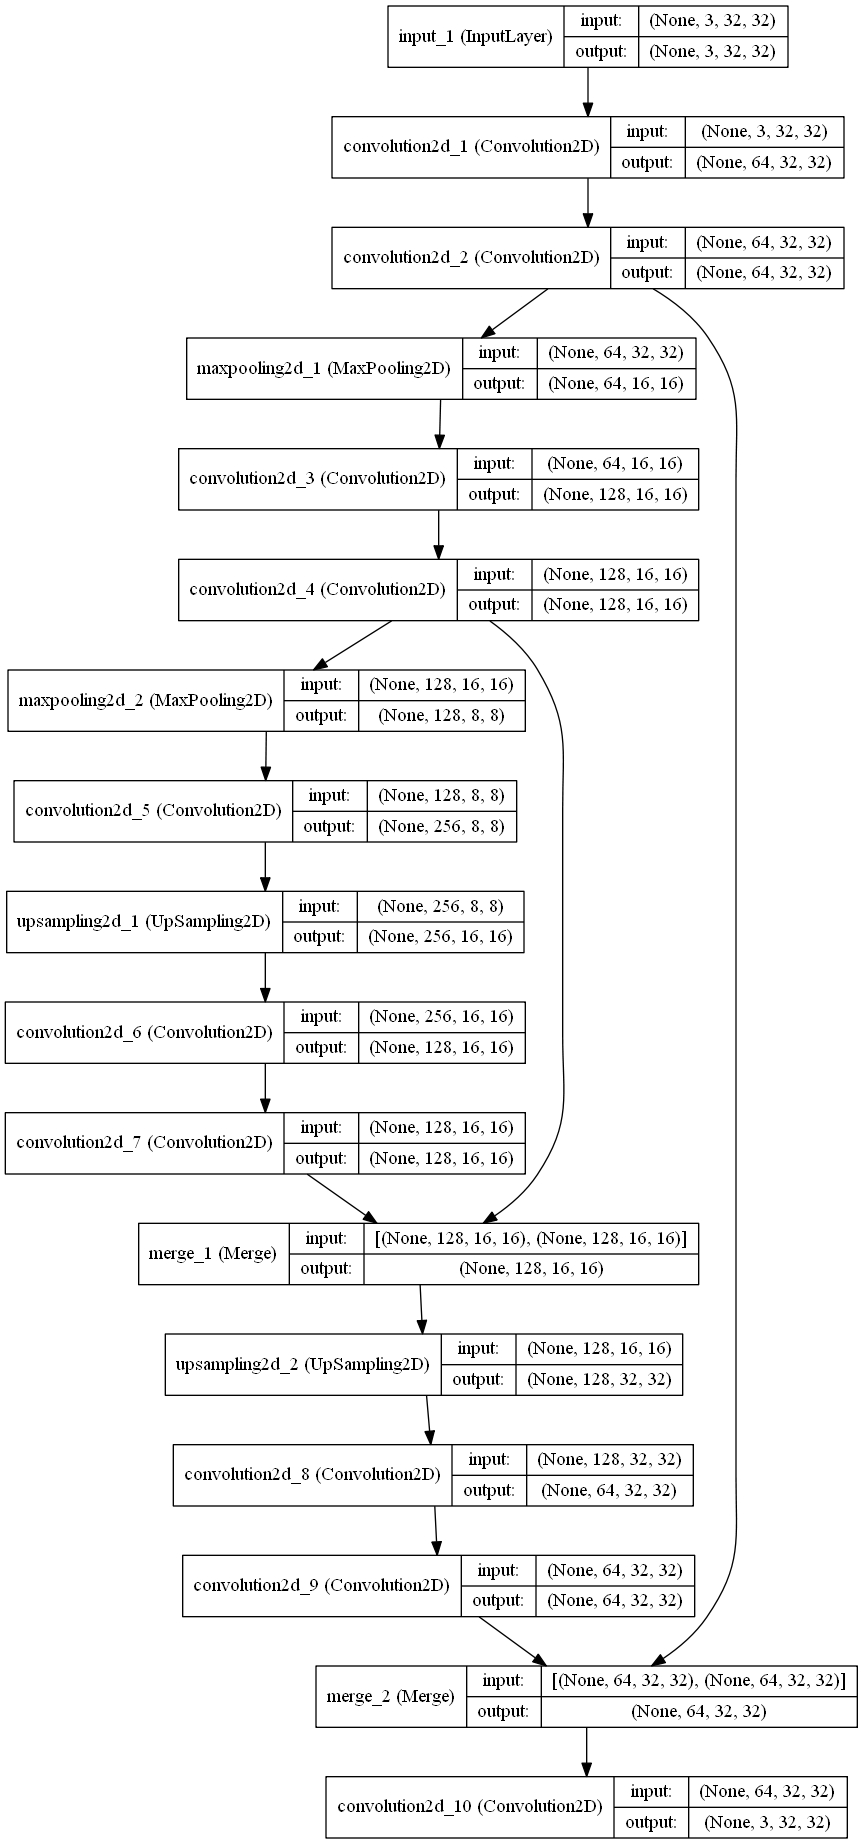 input_1 (InputLayer)
input: (None, 3, 32, 32)
output: (None, 3, 32, 32)
convolution2d_1 (Convolution2D)
input: (None, 3, 32, 32)
output: (None, 64, 32, 32)
convolution2d_2 (Convolution2D)
input: (None, 64, 32, 32)
output: (None, 64, 32, 32)
maxpooling2d_1 (MaxPooling2D)
input: (None, 64, 32, 32)
output: (None, 64, 16, 16)
convolution2d_3 (Convolution2D)
input: (None, 64, 16, 16)
output: (None, 128, 16, 16)
convolution2d_4 (Convolution2D)
input: (None, 128, 16, 16)
output: (None, 128, 16, 16)
maxpooling2d_2 (MaxPooling2D)
input: (None, 128, 16, 16)
output: (None, 128, 8, 8)
convolution2d_5 (Convolution2D)
input: (None, 128, 8, 8)
output: (None, 256, 8, 8)
upsampling2d_1 (UpSampling2D)
input: (None, 256, 8, 8)
output: (None, 256, 16, 16)
convolution2d_6 (Convolution2D)
input: (None, 256, 16, 16)
output: (None, 128, 16, 16)
convolution2d_7 (Convolution2D)
input: (None, 128, 16, 16)
output: (None, 128, 16, 16)
merge_1 (Merge)
input: [(None, 128, 16, 16), (None, 128, 16, 16)]
output: (None, 128, 16, 16)
upsampling2d_2 (UpSampling2D)
input: (None, 128, 16, 16)
output: (None, 128, 32, 32)
convolution2d_8 (Convolution2D)
input: (None, 128, 32, 32)
output: (None, 64, 32, 32)
convolution2d_9 (Convolution2D)
input: (None, 64, 32, 32)
output: (None, 64, 32, 32)
merge_2 (Merge)
input: [(None, 64, 32, 32), (None, 64, 32, 32)]
output: (None, 64, 32, 32)
convolution2d_10 (Convolution2D)
input: (None, 64, 32, 32)
output: (None, 3, 32, 32)